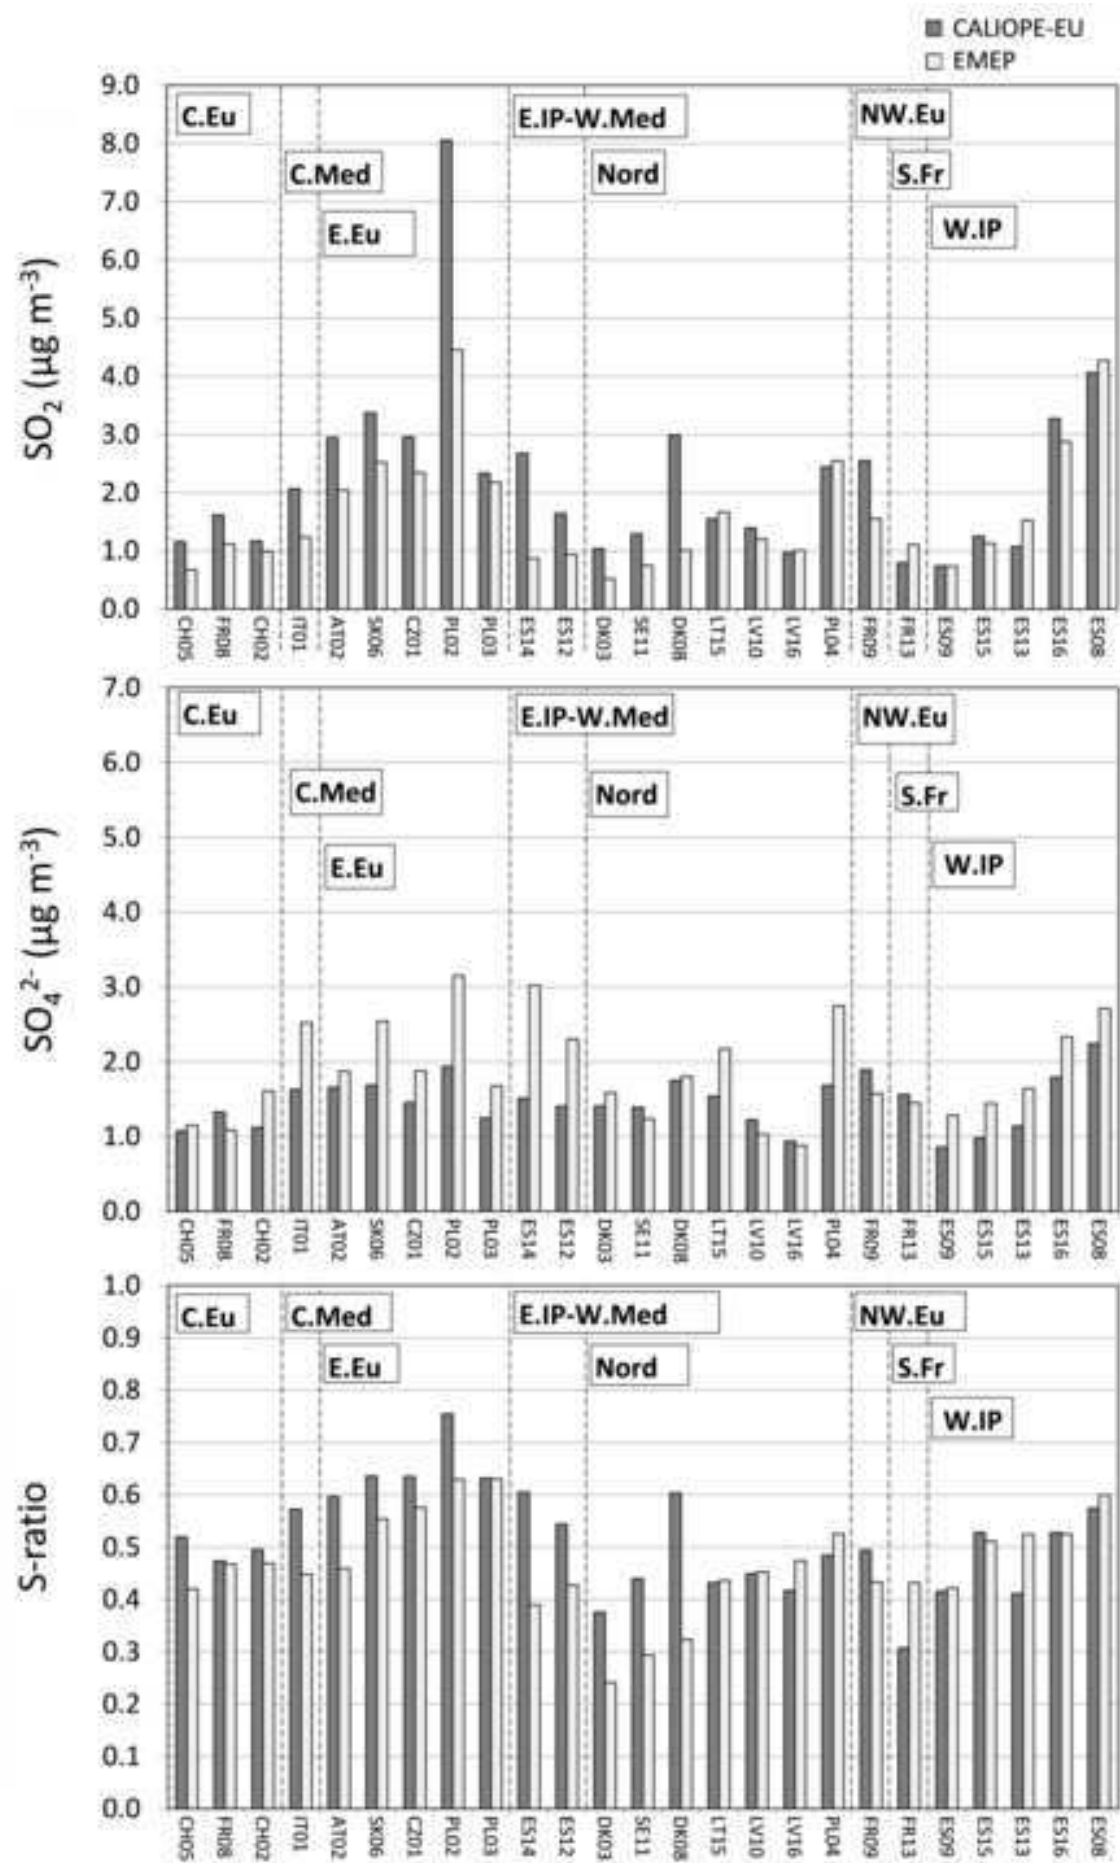 CALIOPE-EU
EMEP
SO2 (µg m-3)
9.0
8.0
7.0
6.0
5.0
4.0
3.0
2.0
1.0
0.0
C.Eu
C.Med
E.Eu
E.IP-W.Med
Nord
NW.Eu
S.Fr
W.IP
CH05 FR08 CH02 IT01 AT02 SK06 CZ01 PL02 PL03 ES14 ES12 DK03 SE11 DK08 LT15 LV10 LV16 PL04 FR09 FR13 ES09 ES15 ES13 ES16 ES08
SO4 2- (µg m-3)
7.0
6.0
5.0
4.0
3.0
2.0
1.0
0.0
C.Eu
C.Med
E.Eu
E.IP-W.Med
Nord
NW.Eu
S.Fr
W.IP
CH05 FR08 CH02 IT01 AT02 SK06 CZ01 PL02 PL03 ES14 ES12 DK03 SE11 DK08 LT15 LV10 LV16 PL04 FR09 FR13 ES09 ES15 ES13 ES16 ES08
S-ratio
1.0
0.9
0.8
0.7
0.6
0.5
0.4
0.3
0.2
0.1
0.0
C.Eu
C.Med
E.Eu
E.IP-W.Med
Nord
NW.Eu
S.Fr
W.IP
CH05 FR08 CH02 IT01 AT02 SK06 CZ01 PL02 PL03 ES14 ES12 DK03 SE11 DK08 LT15 LV10 LV16 PL04 FR09 FR13 ES09 ES15 ES13 ES16 ES08